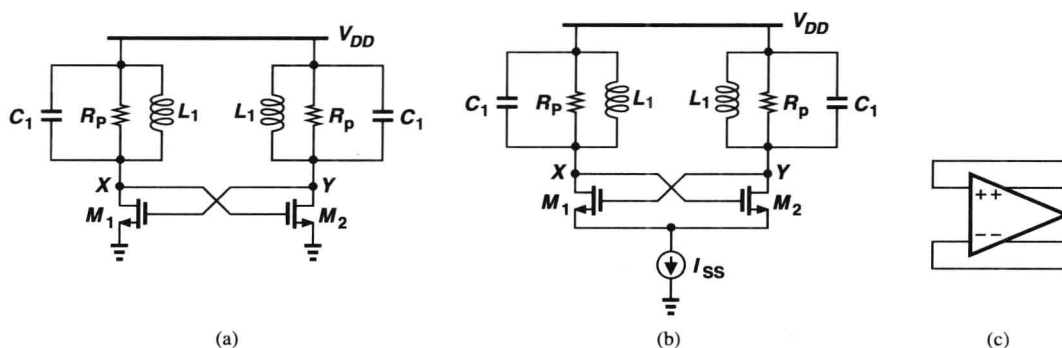 V_DD
C_1
R_P
L_1
L_1
R_p
C_1
X
Y
M_1
M_2
(a)
V_DD
C_1
R_P
L_1
L_1
R_p
C_1
X
Y
M_1
M_2
I_SS
(b)
+ +
– –
(c)